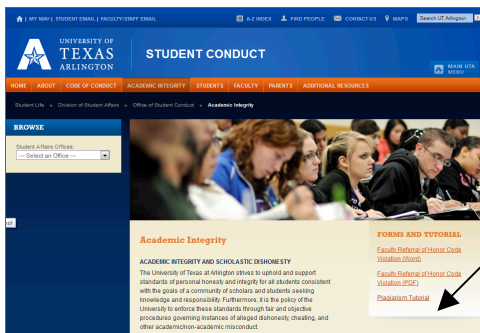 MY MAV | STUDENT EMAIL | FACULTY/STAFF EMAIL A-Z INDEX FIND PEOPLE CONTACT US MAPS Search UT Arlington
UNIVERSITY OF
TEXAS
ARLINGTON
STUDENT CONDUCT
MAIN UTA
MENU
HOME ABOUT CODE OF CONDUCT ACADEMIC INTEGRITY STUDENTS FACULTY PARENTS ADDITIONAL RESOURCES
Student Life » Division of Student Affairs » Office of Student Conduct » Academic Integrity
BROWSE
Student Affairs Offices:
--- Select an Office ---
Academic Integrity
ACADEMIC INTEGRITY AND SCHOLASTIC DISHONESTY
The University of Texas at Arlington strives to uphold and support
standards of personal honesty and integrity for all students consistent
with the goals of a community of scholars and students seeking
knowledge and responsibility. Furthermore, it is the policy of the
University to enforce these standards through fair and objective
procedures governing instances of alleged dishonesty, cheating, and
other academic/non-academic misconduct.
FORMS AND TUTORIAL
Faculty Referral of Honor Code
Violation (Word)
Faculty Referral of Honor Code
Violation (PDF)
Plagiarism Tutorial